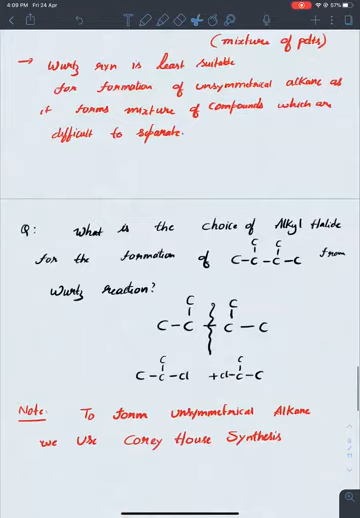 4:09 PM Fri 24 Apr
57%
(mixture of pdts)
→ Wurtz rxn is least suitable
for formation of unsymmetrical alkane as
it forms mixture of compounds which are
difficult to separate.
Q: What is the choice of Alkyl Halide
C C
for the formation of C-C-C-C from
Wurtz reaction?
C C
C-C-C-C
C C
C-C-Cl +Cl-C-C
Note: To form unsymmetrical Alkane
we use Corey House Synthesis